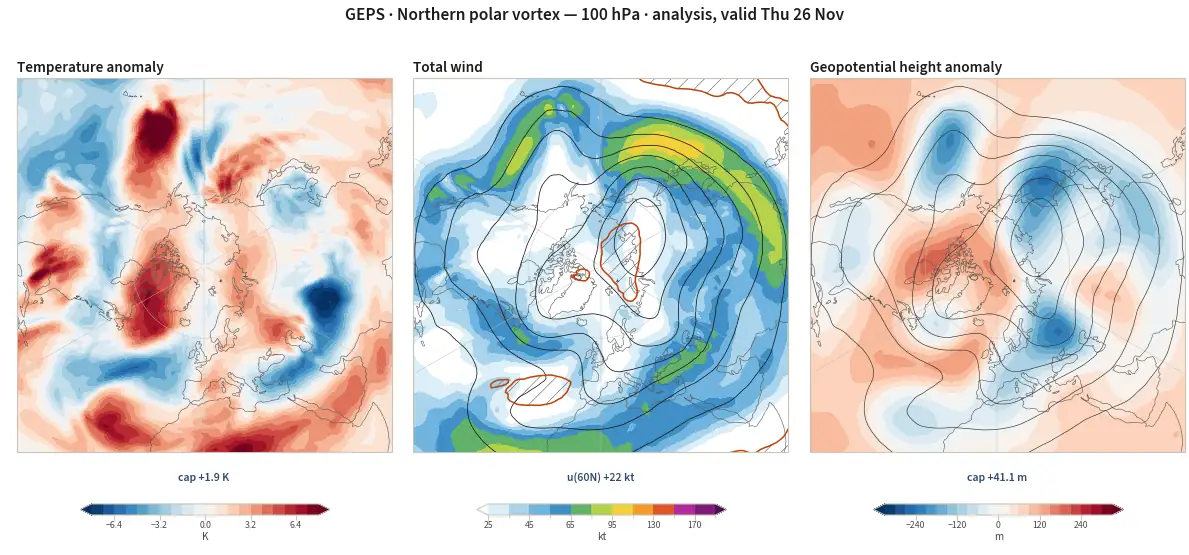 GEPS · Northern polar vortex — 100 hPa · analysis, valid Thu 26 Nov
Temperature anomaly
Total wind
Geopotential height anomaly
cap +1.9 K
u(60N) +22 kt
cap +41.1 m
−6.4 −3.2 0.0 3.2 6.4
K
25 45 65 95 130 170
kt
−240 −120 0 120 240
m